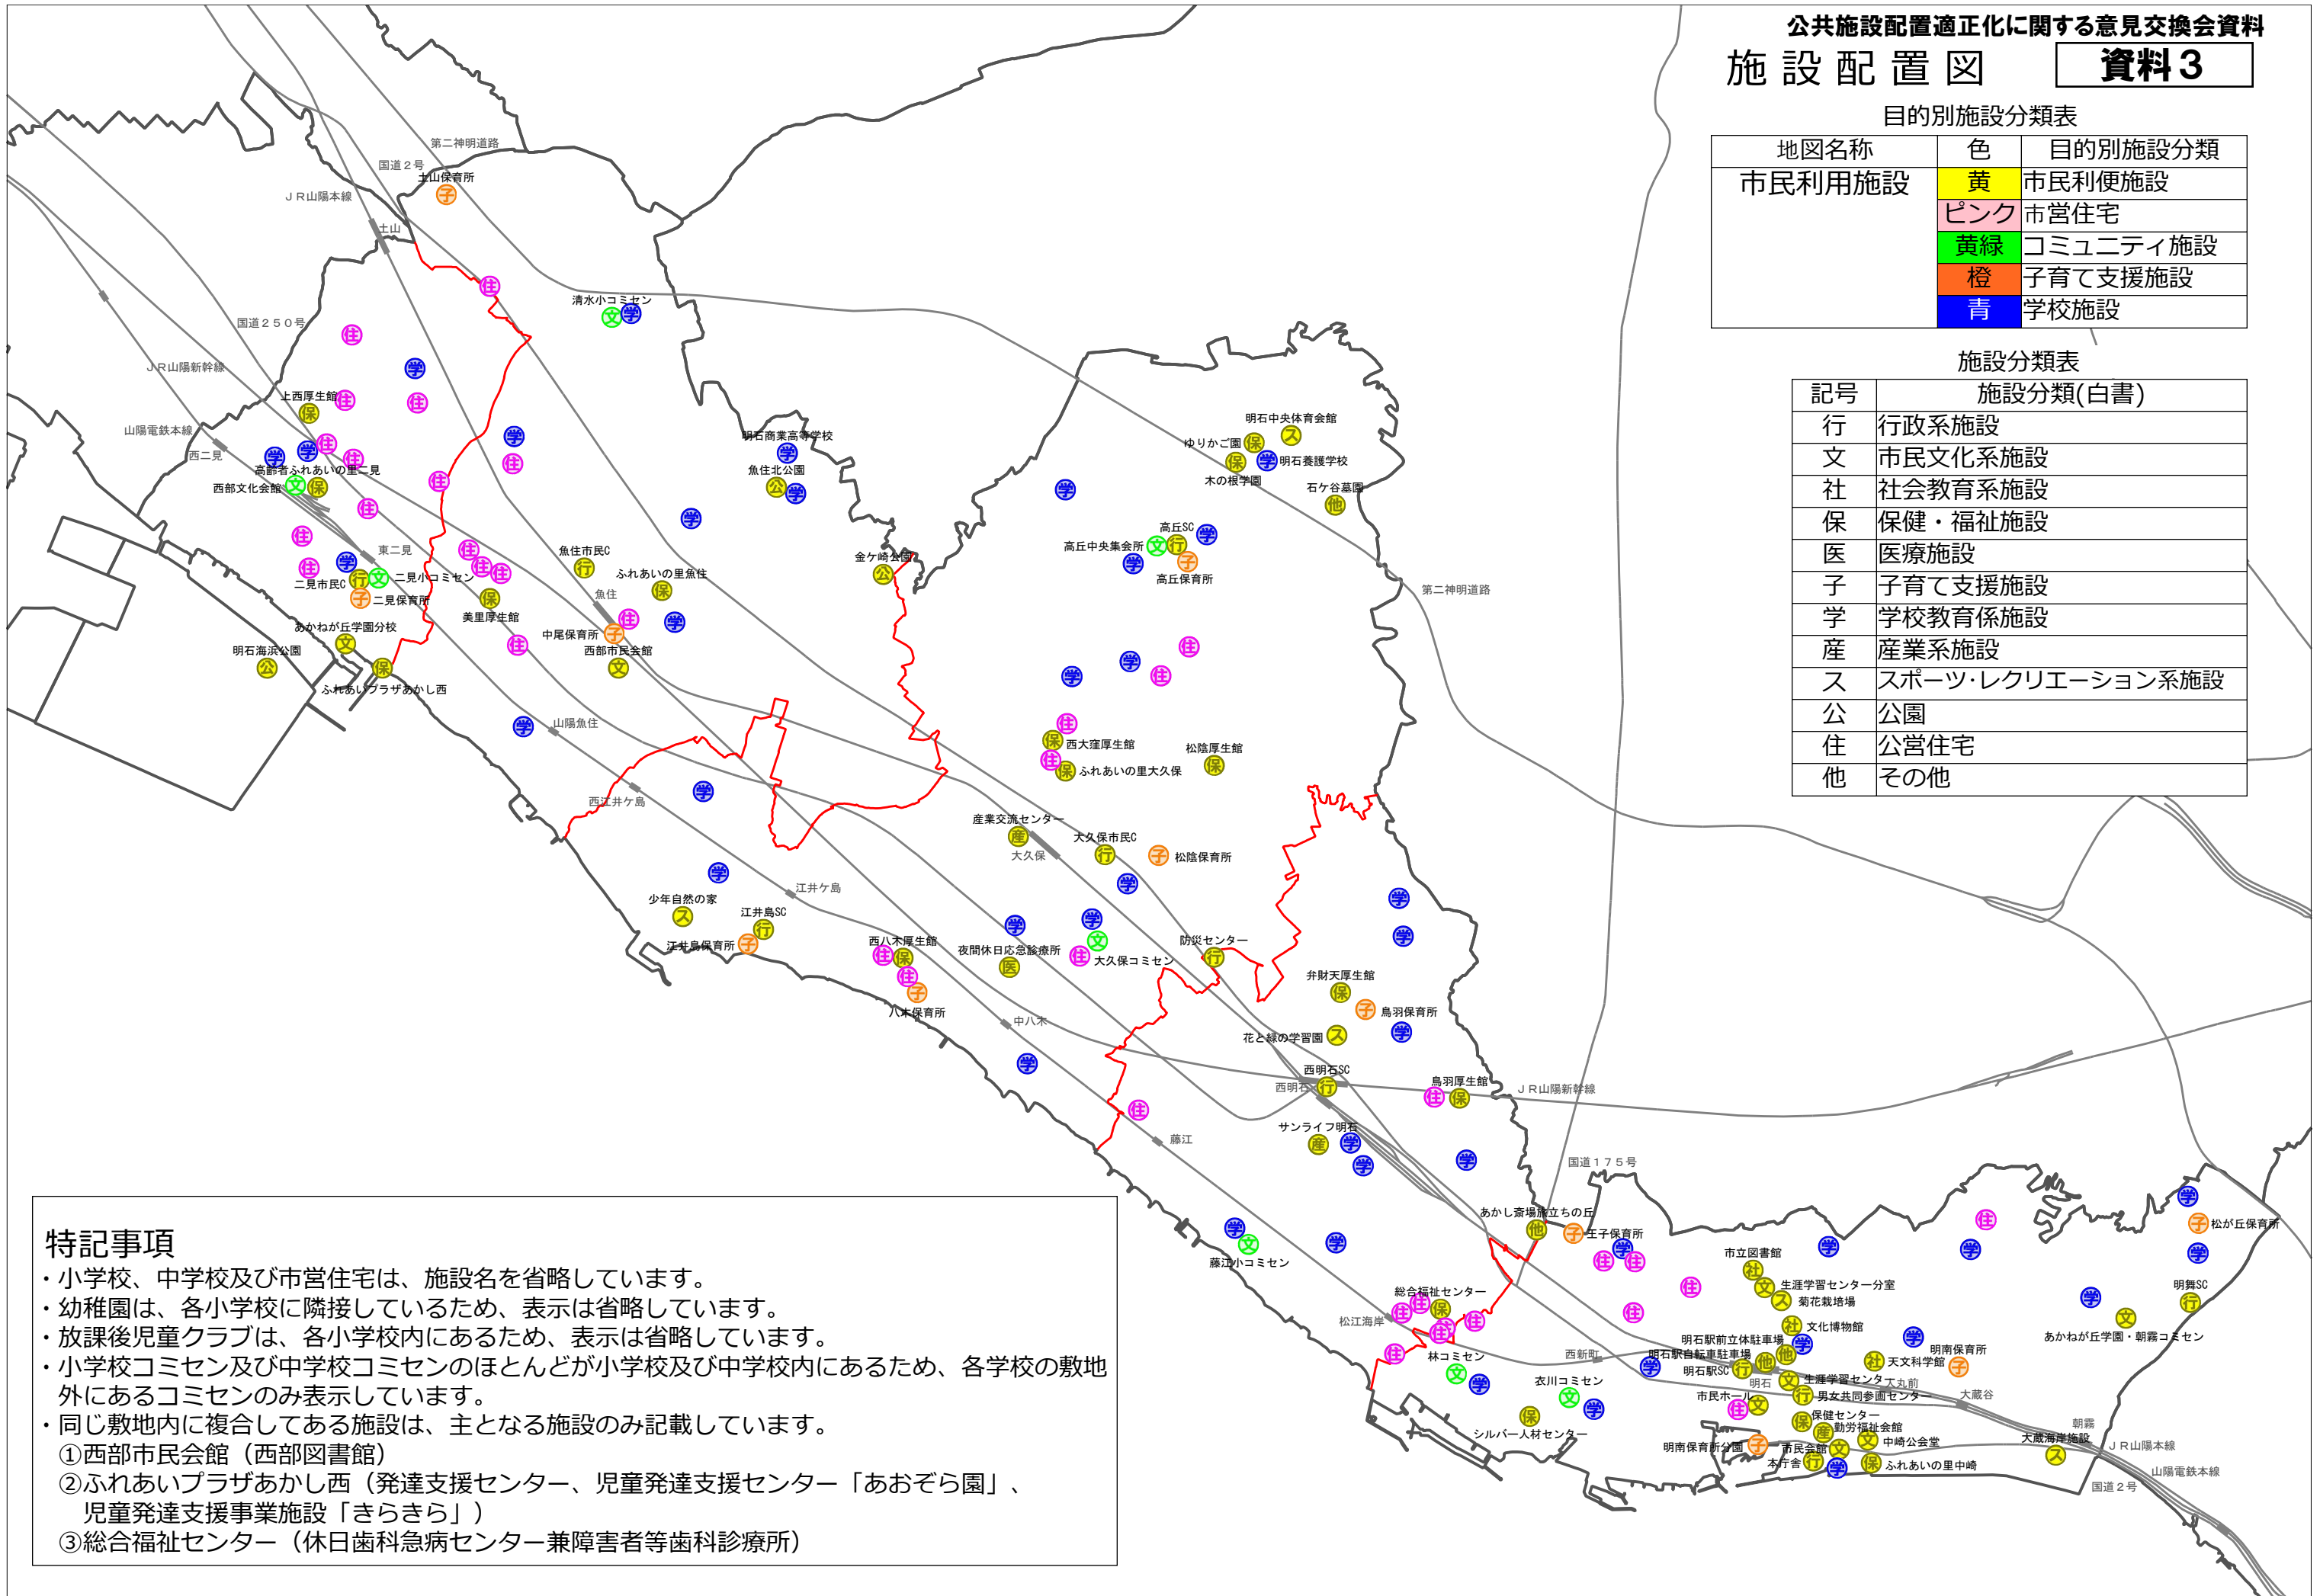 公共施設配置適正化に関する意見交換会資料
施設配置図
資料３
目的別施設分類表
地図名称 色 目的別施設分類
市民利用施設 黄 市民利便施設
ピンク 市営住宅
黄緑 コミュニティ施設
橙 子育て支援施設
青 学校施設
施設分類表
記号 施設分類(白書)
行 行政系施設
文 市民文化系施設
社 社会教育系施設
保 保健・福祉施設
医 医療施設
子 子育て支援施設
学 学校教育係施設
産 産業系施設
ス スポーツ･レクリエーション系施設
公 公園
住 公営住宅
他 その他
第二神明道路
国道２号
土山保育所
ＪＲ山陽本線
土山
清水小コミセン
国道２５０号
ＪＲ山陽新幹線
上西厚生館
山陽電鉄本線
西二見
高齢者ふれあいの里二見
西部文化会館
東二見
二見市民C
二見小コミセン
二見保育所
あかねが丘学園分校
明石海浜公園
ふれあいプラザあかし西
美里厚生館
魚住市民C
ふれあいの里魚住
魚住
中尾保育所
西部市民会館
明石商業高等学校
魚住北公園
金ケ崎公園
山陽魚住
西江井ケ島
江井ケ島
少年自然の家
江井島SC
江井島保育所
西八木厚生館
八木保育所
中八木
明石中央体育会館
ゆりかご園
明石養護学校
木の根学園
石ケ谷墓園
高丘SC
高丘中央集会所
高丘保育所
第二神明道路
西大窪厚生館
ふれあいの里大久保
松陰厚生館
産業交流センター
大久保
大久保市民C
松陰保育所
夜間休日応急診療所
大久保コミセン
防災センター
弁財天厚生館
鳥羽保育所
花と緑の学習園
西明石SC
西明石
鳥羽厚生館
ＪＲ山陽新幹線
サンライフ明石
藤江
国道１７５号
藤江小コミセン
あかし斎場旅立ちの丘
王子保育所
総合福祉センター
松江海岸
林コミセン
西新町
衣川コミセン
シルバー人材センター
市立図書館
生涯学習センター分室
菊花栽培場
文化博物館
明石駅前立体駐車場
明石駅自転車駐車場
明石駅SC
明石
天文科学館
明南保育所
生涯学習センター
人丸前
男女共同参画センター
大蔵谷
市民ホール
保健センター
勤労福祉会館
明南保育所分園
市民会館
中崎公会堂
本庁舎
ふれあいの里中崎
松が丘保育所
明舞SC
あかねが丘学園・朝霧コミセン
朝霧
大蔵海岸施設
ＪＲ山陽本線
山陽電鉄本線
国道２号
特記事項
・小学校、中学校及び市営住宅は、施設名を省略しています。
・幼稚園は、各小学校に隣接しているため、表示は省略しています。
・放課後児童クラブは、各小学校内にあるため、表示は省略しています。
・小学校コミセン及び中学校コミセンのほとんどが小学校及び中学校内にあるため、各学校の敷地
外にあるコミセンのみ表示しています。
・同じ敷地内に複合してある施設は、主となる施設のみ記載しています。
①西部市民会館（西部図書館）
②ふれあいプラザあかし西（発達支援センター、児童発達支援センター「あおぞら園」、
児童発達支援事業施設「きらきら」）
③総合福祉センター（休日歯科急病センター兼障害者等歯科診療所）